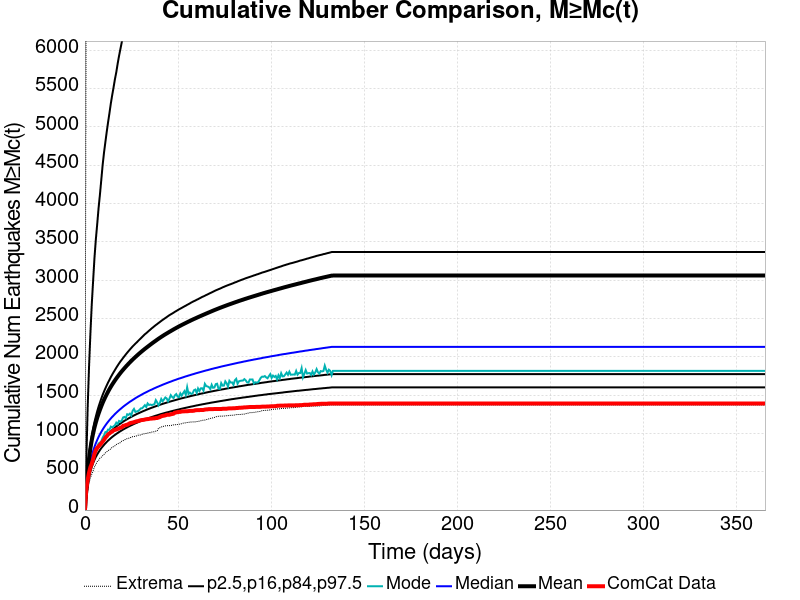 Cumulative Number Comparison, M≥Mc(t)
Cumulative Num Earthquakes M≥Mc(t)
6000
5500
5000
4500
4000
3500
3000
2500
2000
1500
1000
500
0
0 50 100 150 200 250 300 350
Time (days)
Extrema p2.5,p16,p84,p97.5 Mode Median Mean ComCat Data